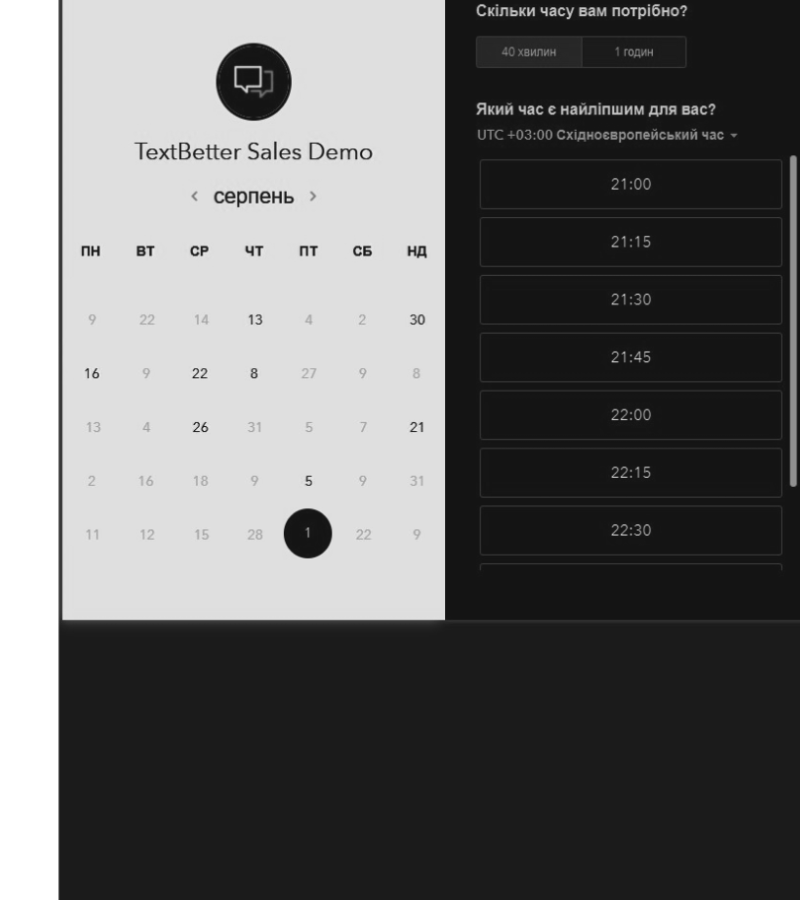 TextBetter Sales Demo
< серпень >
ПН ВТ СР ЧТ ПТ СБ НД
9 22 14 13 4 2 30
16 9 22 8 27 9 8
13 4 26 31 5 7 21
2 16 18 9 5 9 31
11 12 15 28 1 22 9
Скільки часу вам потрібно?
40 хвилин 1 годин
Який час є найліпшим для вас?
UTC +03:00 Східноєвропейський час
21:00
21:15
21:30
21:45
22:00
22:15
22:30